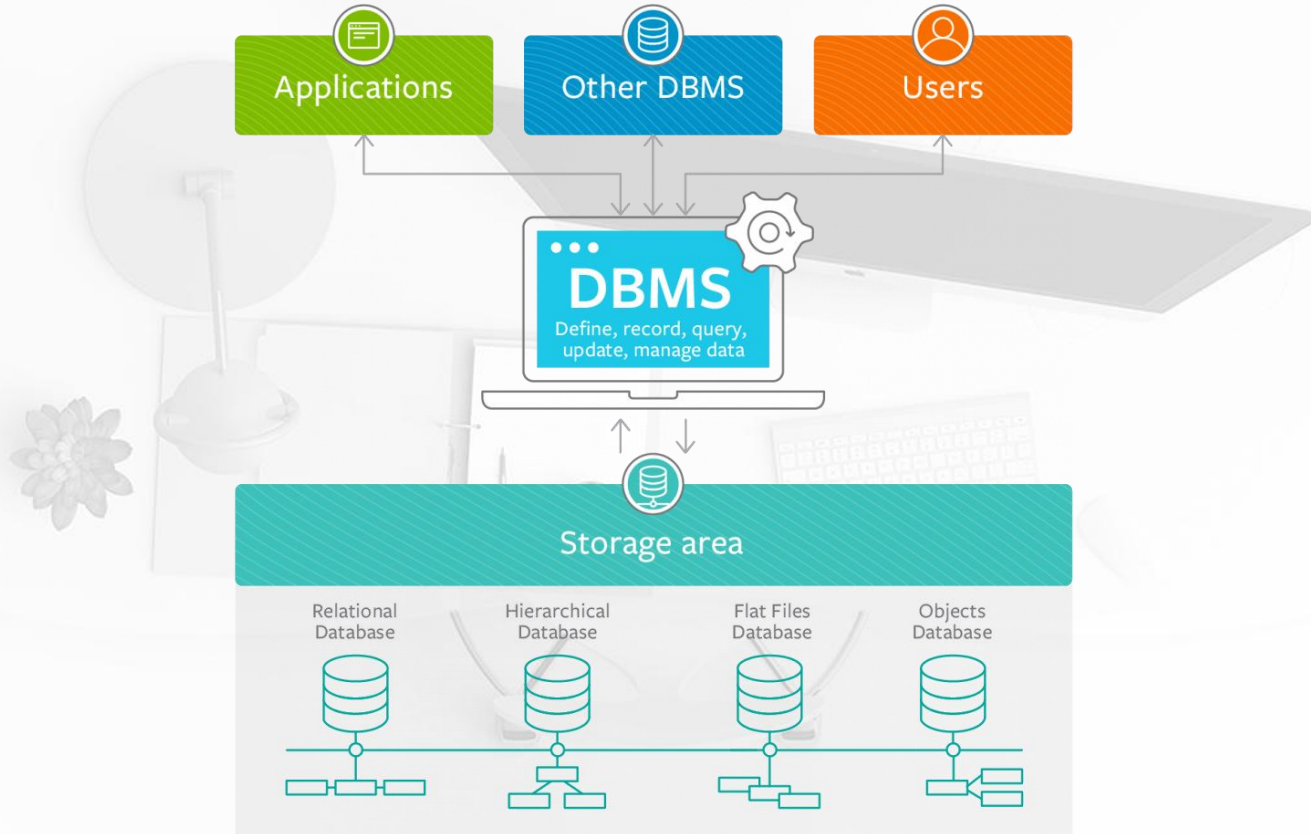 Applications
Other DBMS
Users
DBMS
Define, record, query,
update, manage data
Storage area
Relational
Database
Hierarchical
Database
Flat Files
Database
Objects
Database